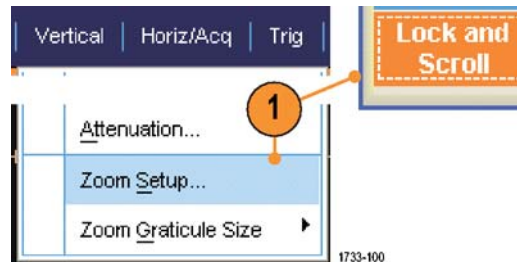 Vertical | Horiz/Acq | Trig
Lock and
Scroll
1
Attenuation...
Zoom Setup...
Zoom Graticule Size
1733-100